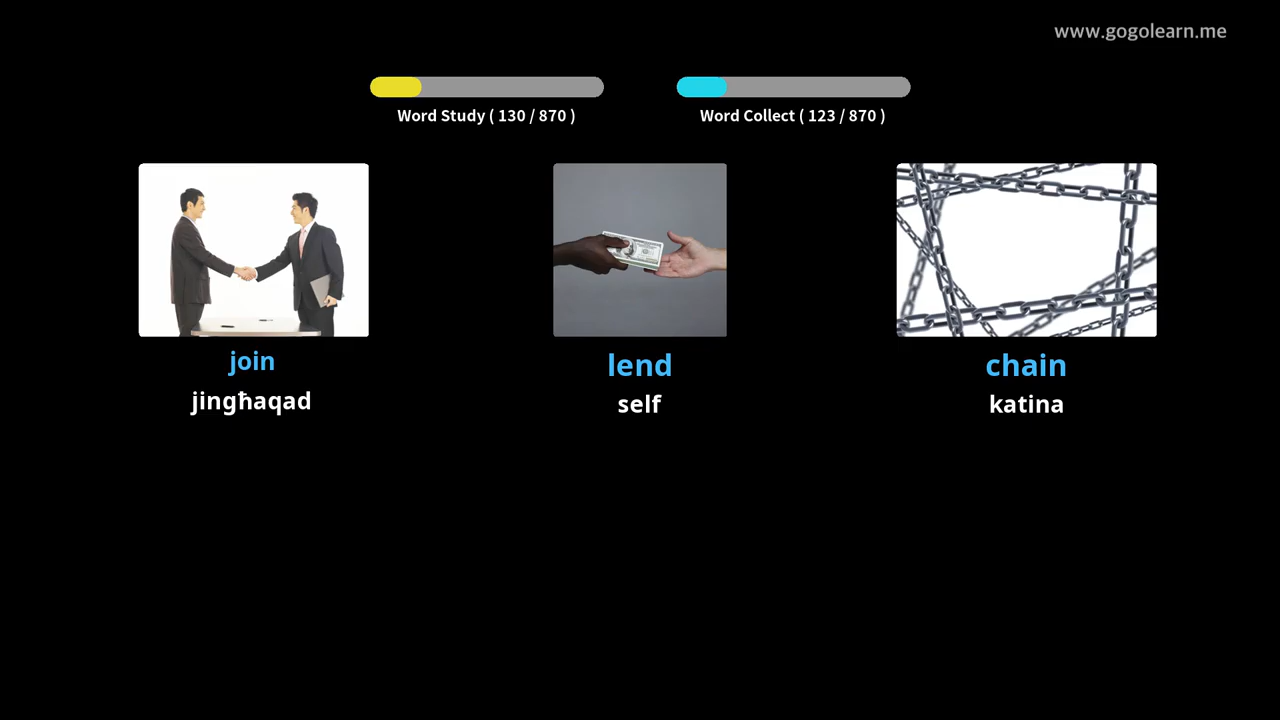 www.gogolearn.me
Word Study ( 130 / 870 )
Word Collect ( 123 / 870 )
join
lend
chain
jingħaqad
self
katina